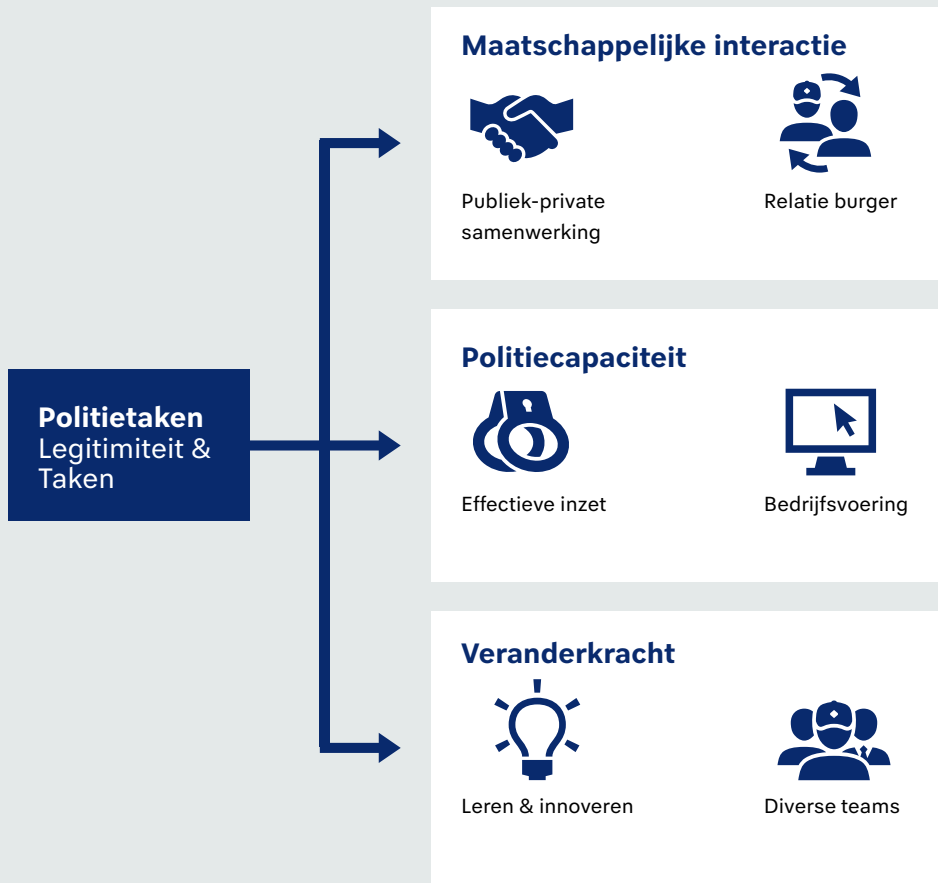 Politietaken
Legitimiteit &
Taken
Maatschappelijke interactie
Publiek-private
samenwerking
Relatie burger
Politiecapaciteit
Effectieve inzet
Bedrijfsvoering
Veranderkracht
Leren & innoveren
Diverse teams